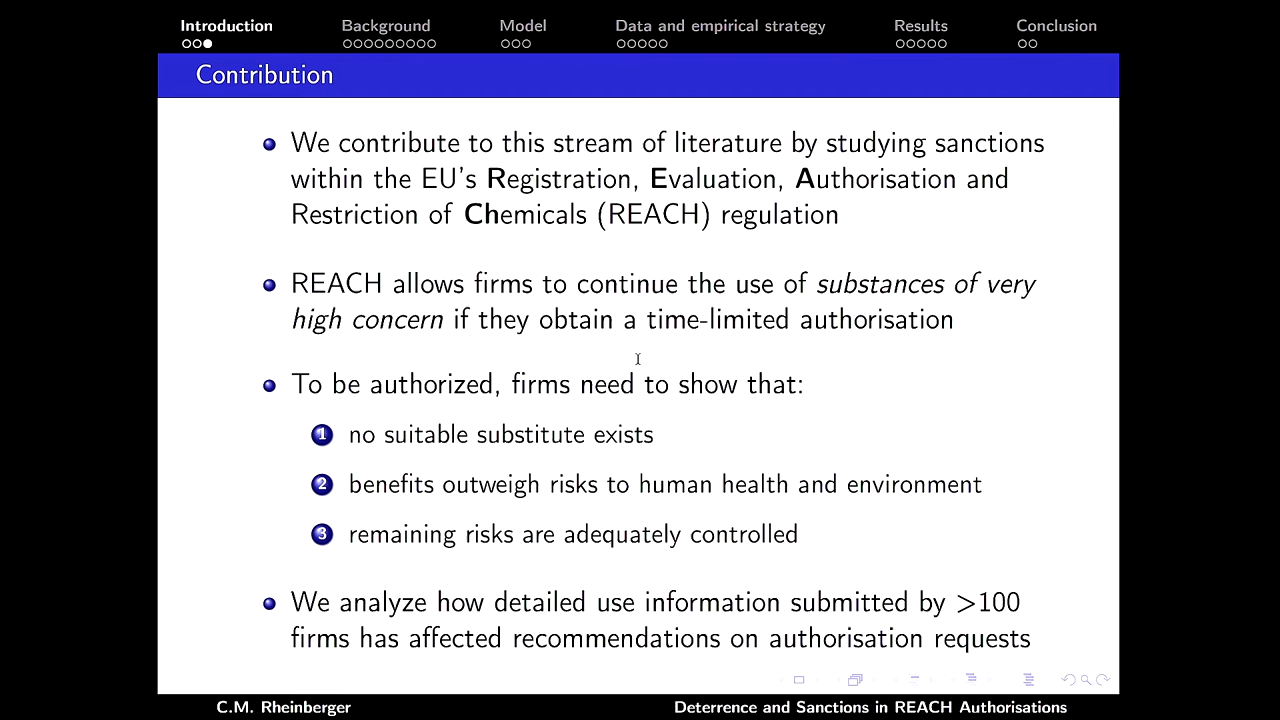 Introduction Background Model Data and empirical strategy Results Conclusion
Contribution
We contribute to this stream of literature by studying sanctions
within the EU's Registration, Evaluation, Authorisation and
Restriction of Chemicals (REACH) regulation
REACH allows firms to continue the use of substances of very
high concern if they obtain a time-limited authorisation
To be authorized, firms need to show that:
1 no suitable substitute exists
2 benefits outweigh risks to human health and environment
3 remaining risks are adequately controlled
We analyze how detailed use information submitted by >100
firms has affected recommendations on authorisation requests
C.M. Rheinberger Deterrence and Sanctions in REACH Authorisations